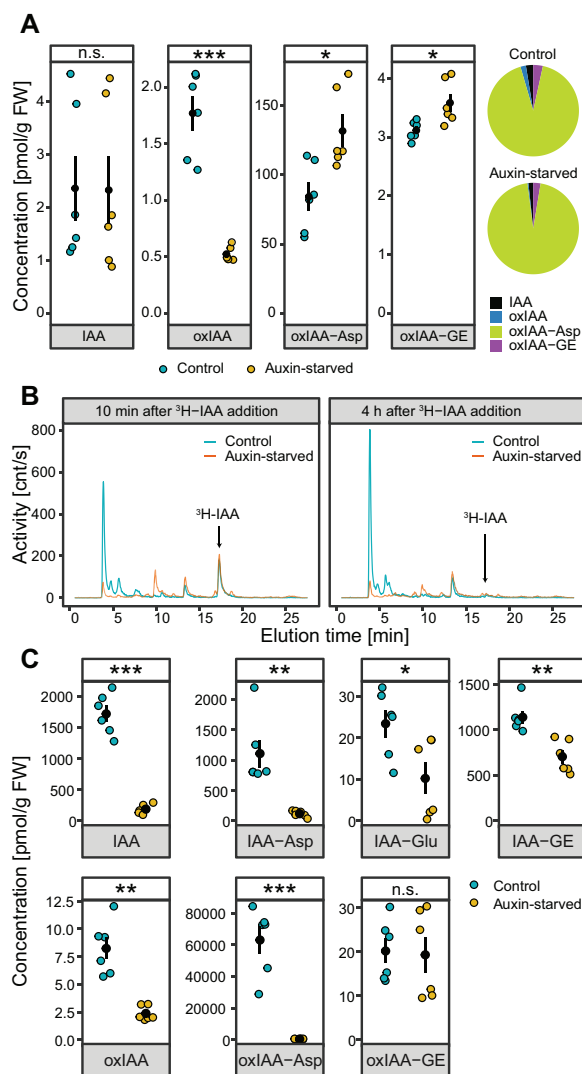 A
n.s.
***
*
*
Control
Concentration [pmol/g FW]
4
3
2
1
0
2.0
1.5
1.0
0.5
0.0
150
100
50
0
4
3
2
1
0
Auxin-starved
IAA
oxIAA
oxIAA−Asp
oxIAA−GE
IAA
oxIAA
oxIAA−Asp
oxIAA−GE
Control
Auxin-starved
B
10 min after ³H−IAA addition
4 h after ³H−IAA addition
Activity [cnt/s]
800
600
400
200
0
Control
Auxin-starved
³H-IAA
Control
Auxin-starved
³H-IAA
0 5 10 15 20 25
0 5 10 15 20 25
Elution time [min]
C
***
**
*
**
Concentration [pmol/g FW]
2000
1500
1000
500
0
2000
1500
1000
500
0
30
20
10
0
1500
1000
500
0
IAA
IAA−Asp
IAA−Glu
IAA−GE
**
***
n.s.
Control
Auxin-starved
12.5
10.0
7.5
5.0
2.5
0.0
80000
60000
40000
20000
0
30
20
10
0
oxIAA
oxIAA−Asp
oxIAA−GE